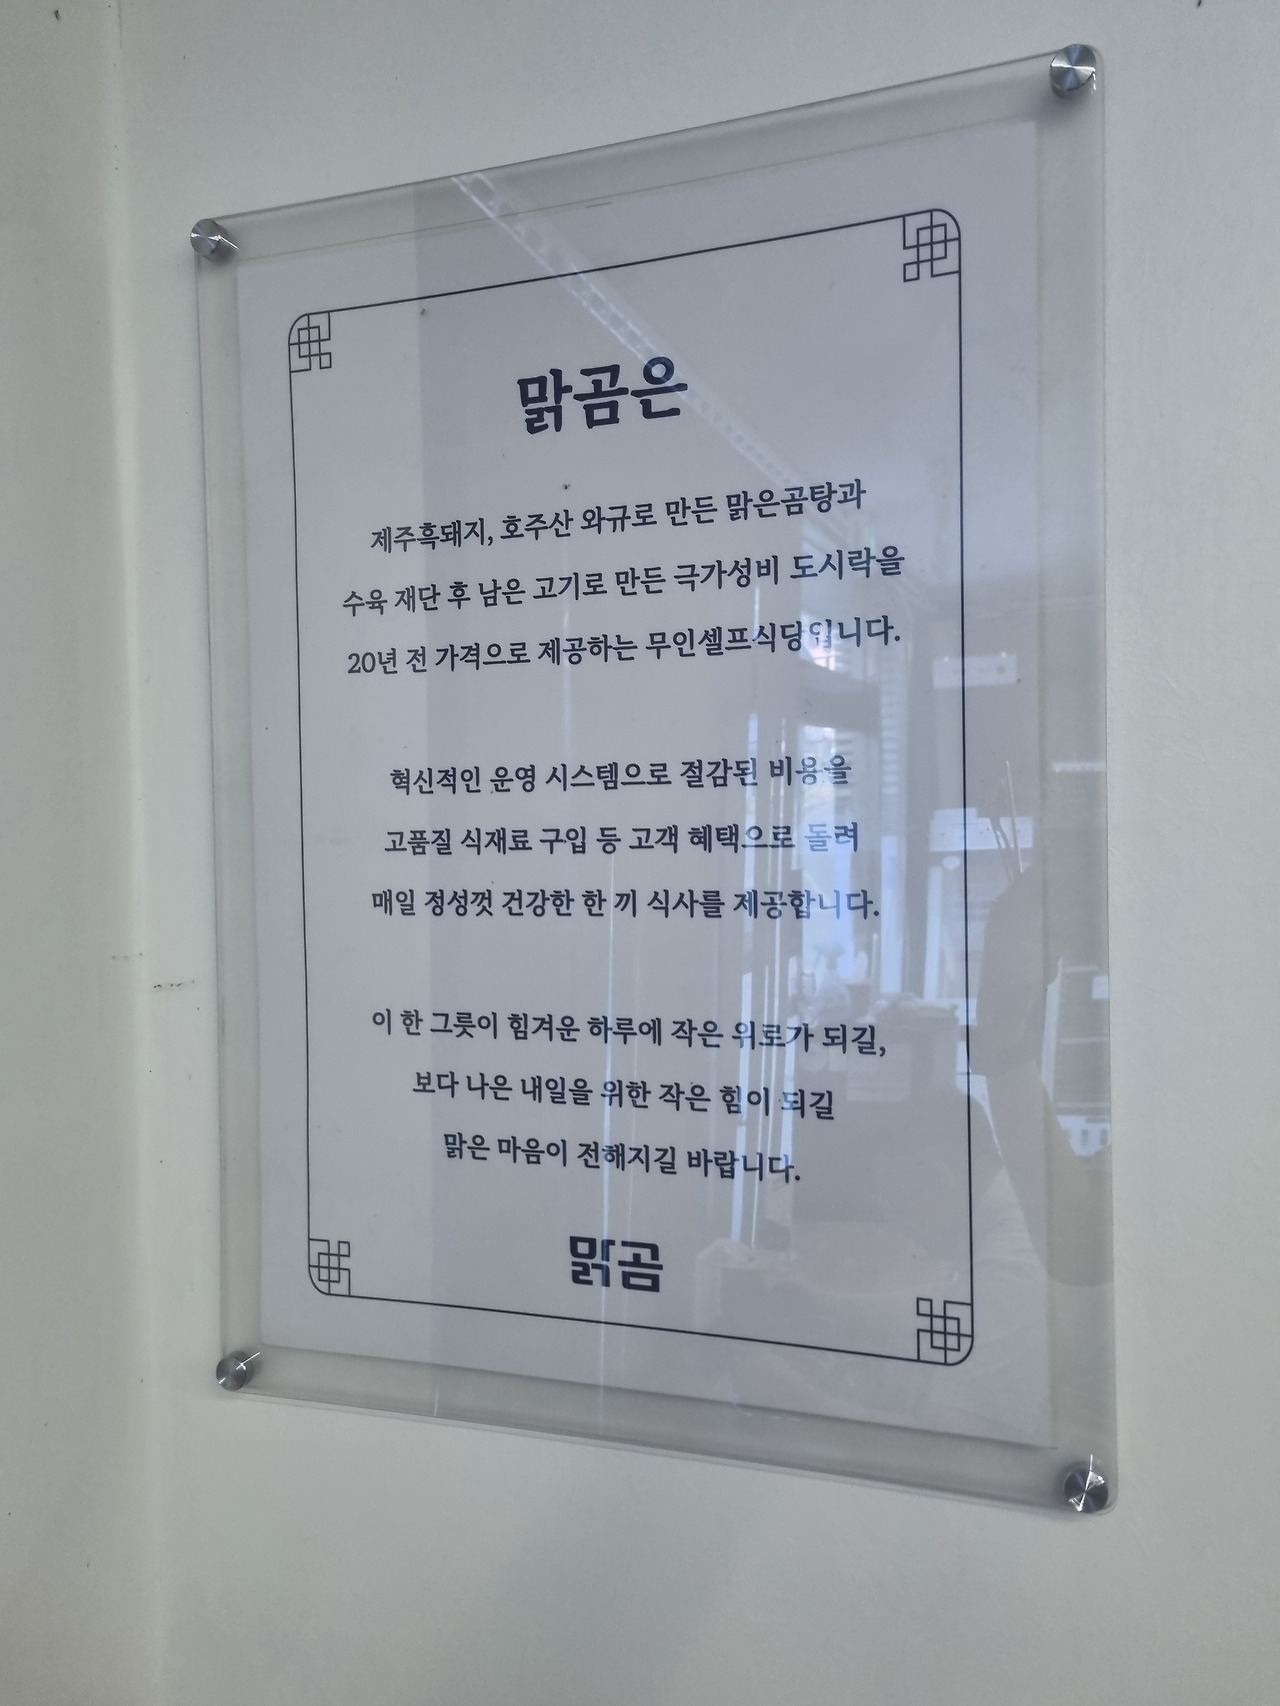 맑곰은
제주흑돼지, 호주산 와규로 만든 맑은곰탕과
수육 재단 후 남은 고기로 만든 극가성비 도시락을
20년 전 가격으로 제공하는 무인셀프식당입니다.
혁신적인 운영 시스템으로 절감된 비용을
고품질 식재료 구입 등 고객 혜택으로 돌려
매일 정성껏 건강한 한 끼 식사를 제공합니다.
이 한 그릇이 힘겨운 하루에 작은 위로가 되길,
보다 나은 내일을 위한 작은 힘이 되길
맑은 마음이 전해지길 바랍니다.
맑곰